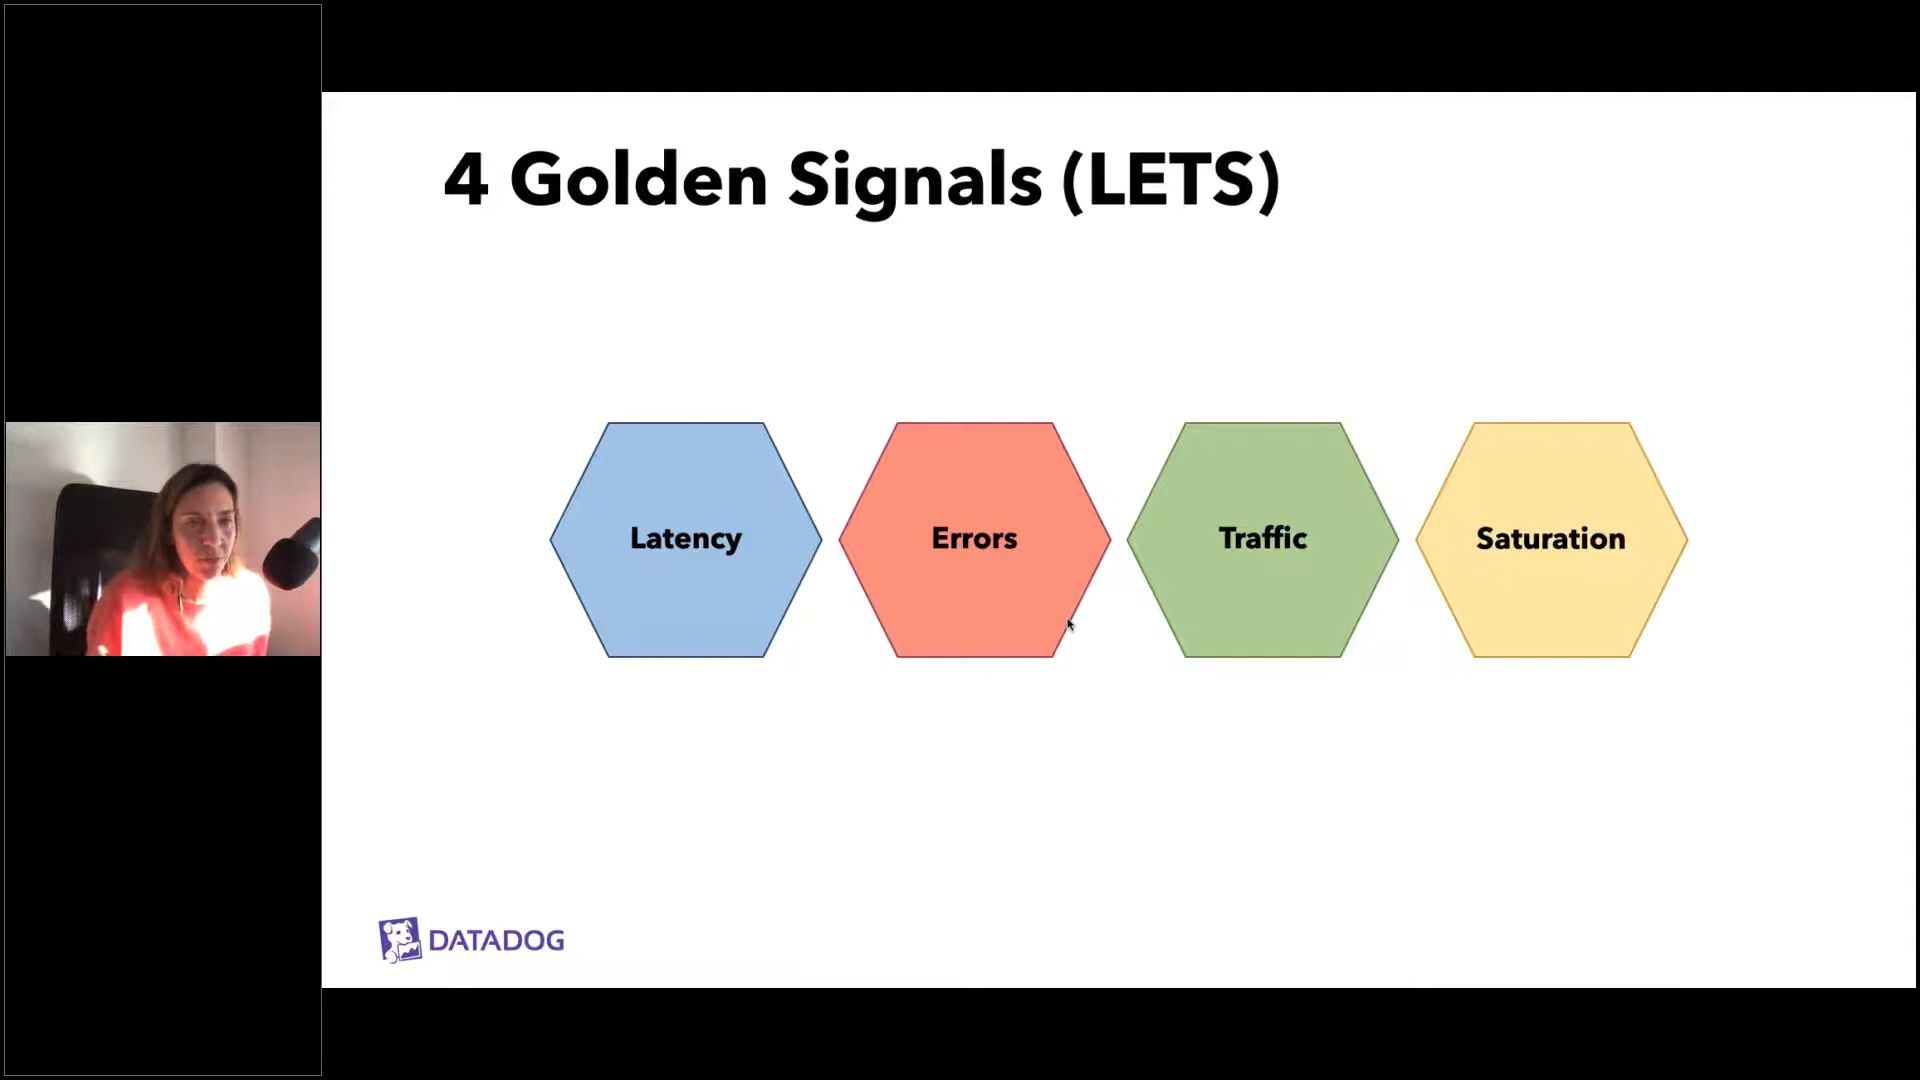 4 Golden Signals (LETS)
Latency
Errors
Traffic
Saturation
DATADOG